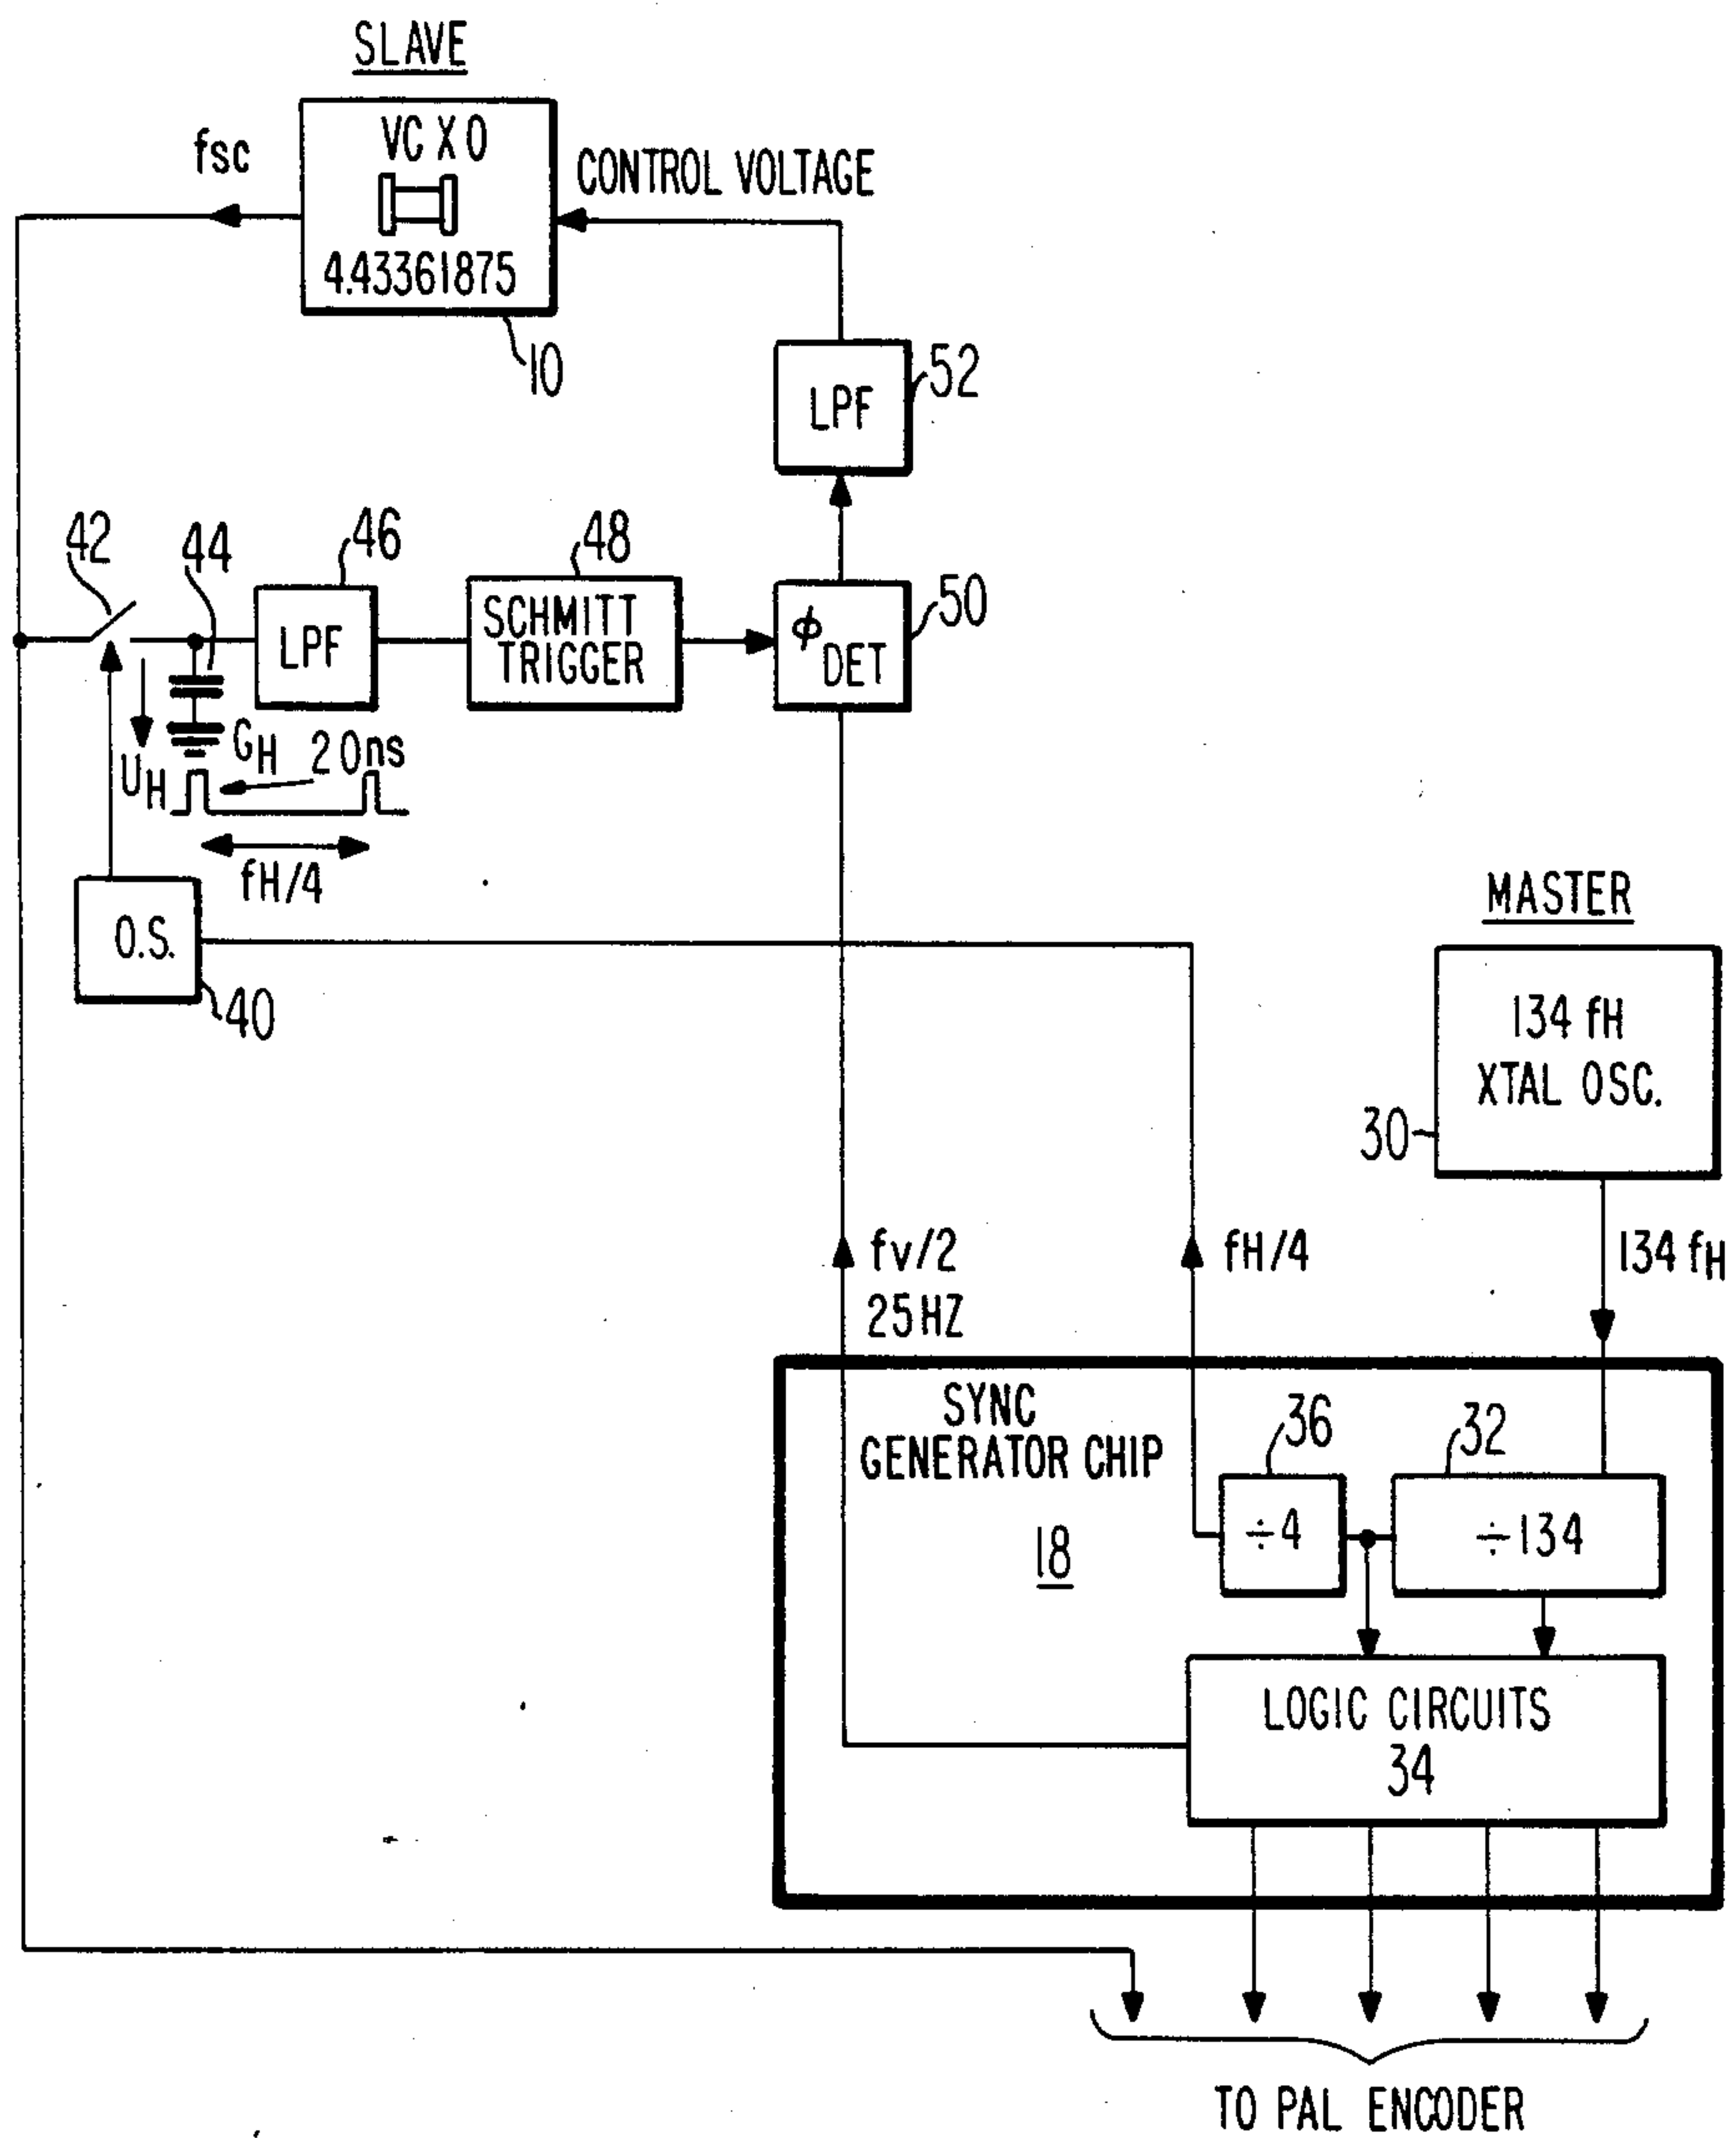 SLAVE
fsc
VC X O
4.43361875
CONTROL VOLTAGE
10
LPF
52
42
44
46
LPF
48
SCHMITT
TRIGGER
ϕ
DET
50
UH
GH
20ns
fH/4
O.S.
40
MASTER
134 fH
XTAL OSC.
30
fv/2
25HZ
fH/4
134 fH
SYNC
GENERATOR CHIP
18
36
÷4
32
÷134
LOGIC CIRCUITS
34
TO PAL ENCODER